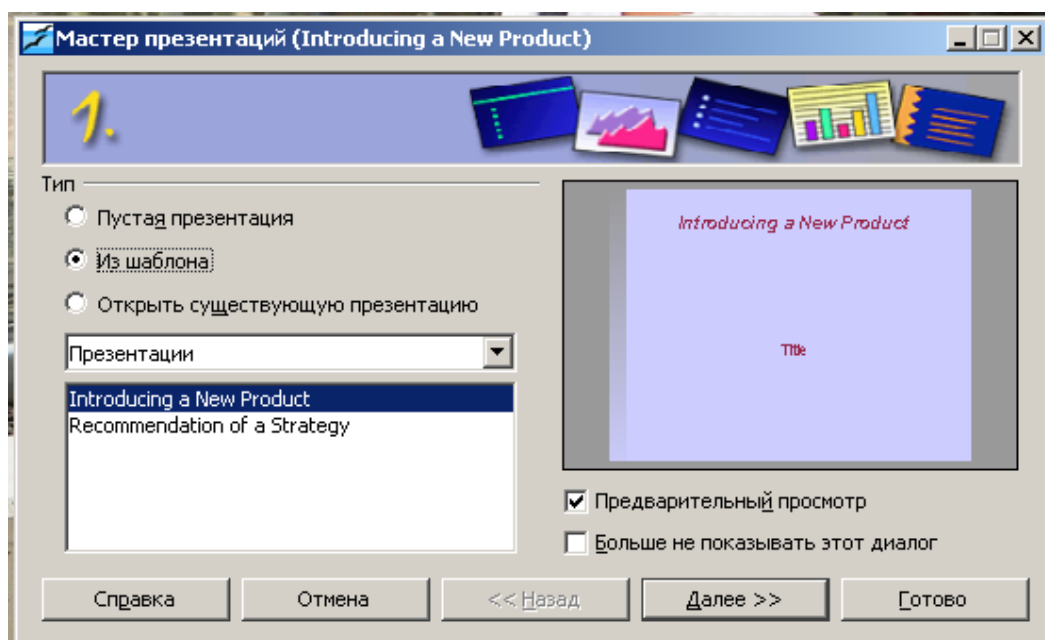 Мастер презентаций (Introducing a New Product)
1.
Тип
Пустая презентация
Из шаблона
Открыть существующую презентацию
Презентации
Introducing a New Product
Recommendation of a Strategy
Introducing a New Product
Title
Предварительный просмотр
Больше не показывать этот диалог
Справка Отмена << Назад Далее >> Готово